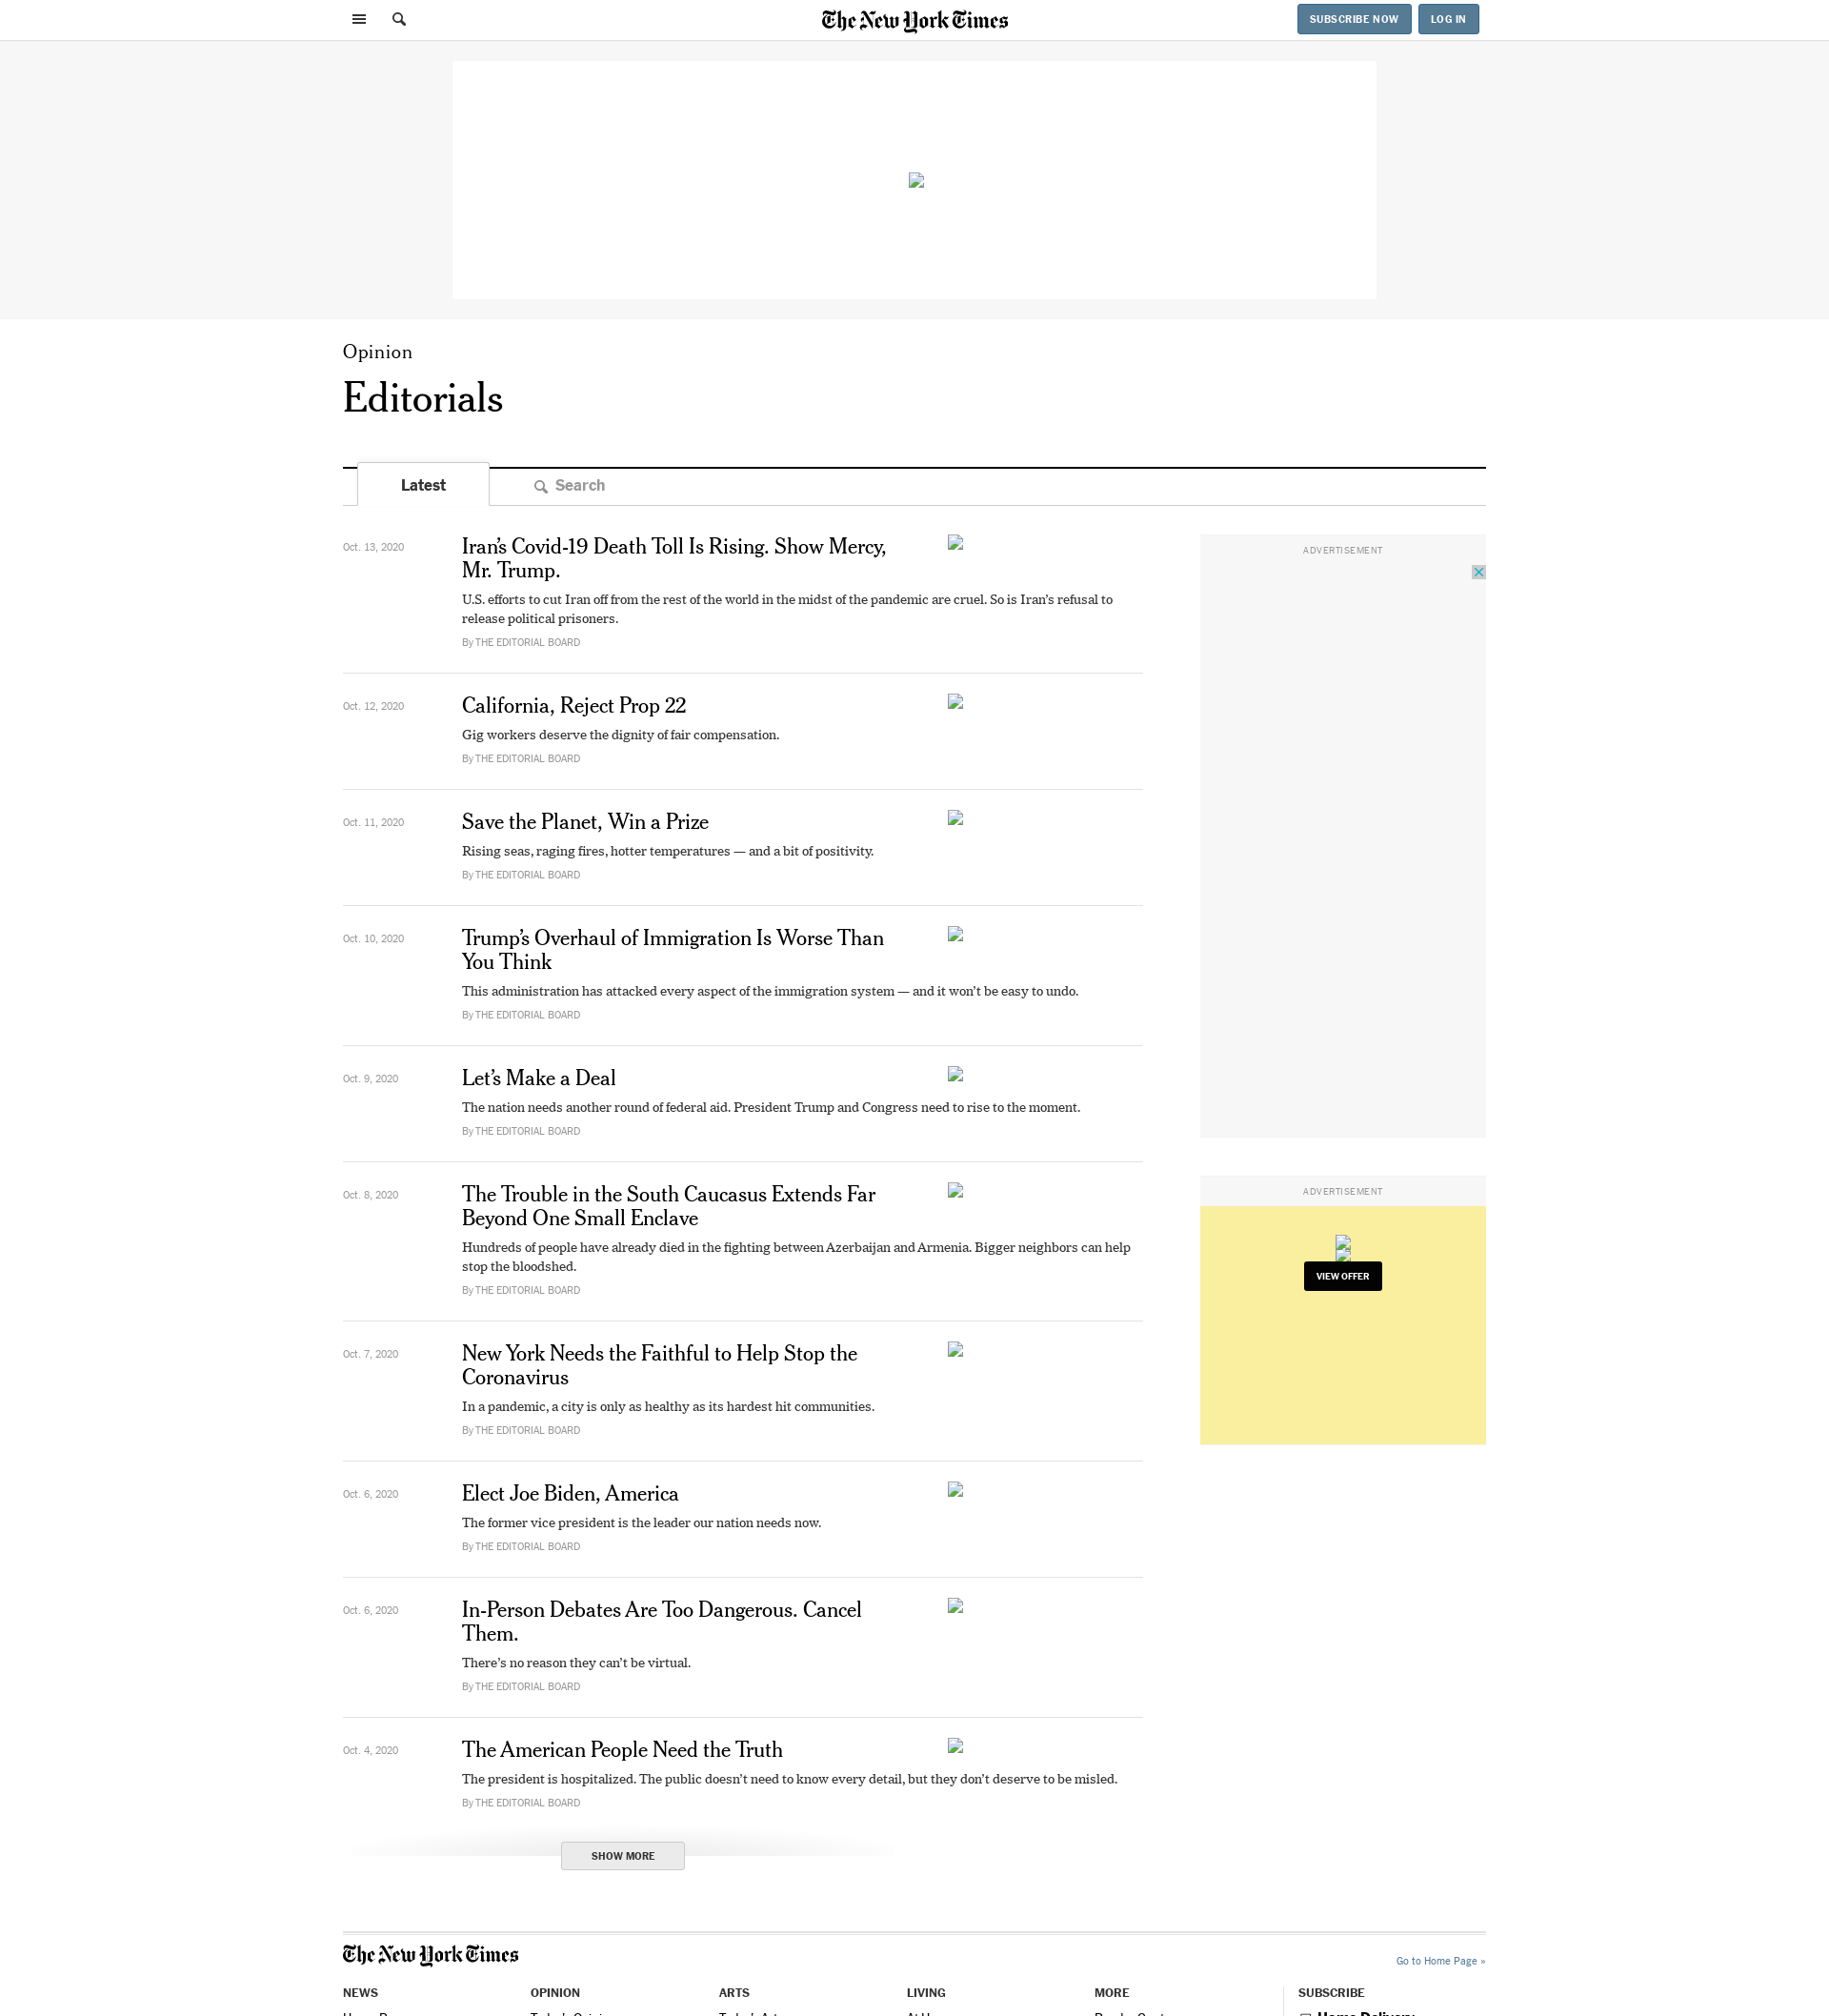 The New York Times
SUBSCRIBE NOW
LOG IN
Opinion
Editorials
Latest
Search
Oct. 13, 2020
Iran’s Covid-19 Death Toll Is Rising. Show Mercy,
Mr. Trump.
U.S. efforts to cut Iran off from the rest of the world in the midst of the pandemic are cruel. So is Iran’s refusal to
release political prisoners.
By THE EDITORIAL BOARD
Oct. 12, 2020
California, Reject Prop 22
Gig workers deserve the dignity of fair compensation.
By THE EDITORIAL BOARD
Oct. 11, 2020
Save the Planet, Win a Prize
Rising seas, raging fires, hotter temperatures — and a bit of positivity.
By THE EDITORIAL BOARD
Oct. 10, 2020
Trump’s Overhaul of Immigration Is Worse Than
You Think
This administration has attacked every aspect of the immigration system — and it won’t be easy to undo.
By THE EDITORIAL BOARD
Oct. 9, 2020
Let’s Make a Deal
The nation needs another round of federal aid. President Trump and Congress need to rise to the moment.
By THE EDITORIAL BOARD
Oct. 8, 2020
The Trouble in the South Caucasus Extends Far
Beyond One Small Enclave
Hundreds of people have already died in the fighting between Azerbaijan and Armenia. Bigger neighbors can help
stop the bloodshed.
By THE EDITORIAL BOARD
Oct. 7, 2020
New York Needs the Faithful to Help Stop the
Coronavirus
In a pandemic, a city is only as healthy as its hardest hit communities.
By THE EDITORIAL BOARD
Oct. 6, 2020
Elect Joe Biden, America
The former vice president is the leader our nation needs now.
By THE EDITORIAL BOARD
Oct. 6, 2020
In-Person Debates Are Too Dangerous. Cancel
Them.
There’s no reason they can’t be virtual.
By THE EDITORIAL BOARD
Oct. 4, 2020
The American People Need the Truth
The president is hospitalized. The public doesn’t need to know every detail, but they don’t deserve to be misled.
By THE EDITORIAL BOARD
SHOW MORE
ADVERTISEMENT
ADVERTISEMENT
VIEW OFFER
The New York Times
Go to Home Page »
NEWS
OPINION
ARTS
LIVING
MORE
SUBSCRIBE
Home Delivery